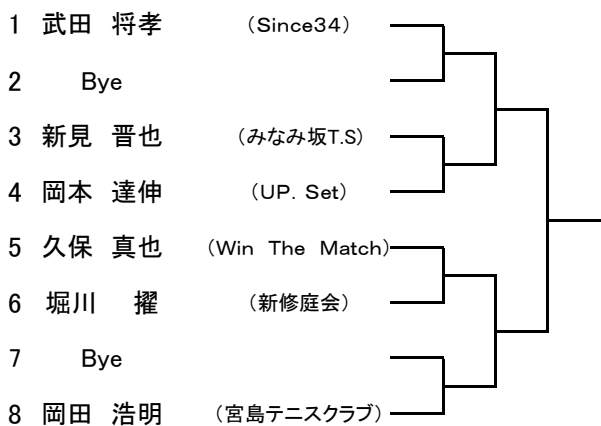 1 武田　将孝 （Since34）
2 Bye
3 新見　晋也 （みなみ坂T.S）
4 岡本　達伸 （UP．Set）
5 久保　真也 （Win The Match）
6 堀川　擢 （新修庭会）
7 Bye
8 岡田　浩明 （宮島テニスクラブ）